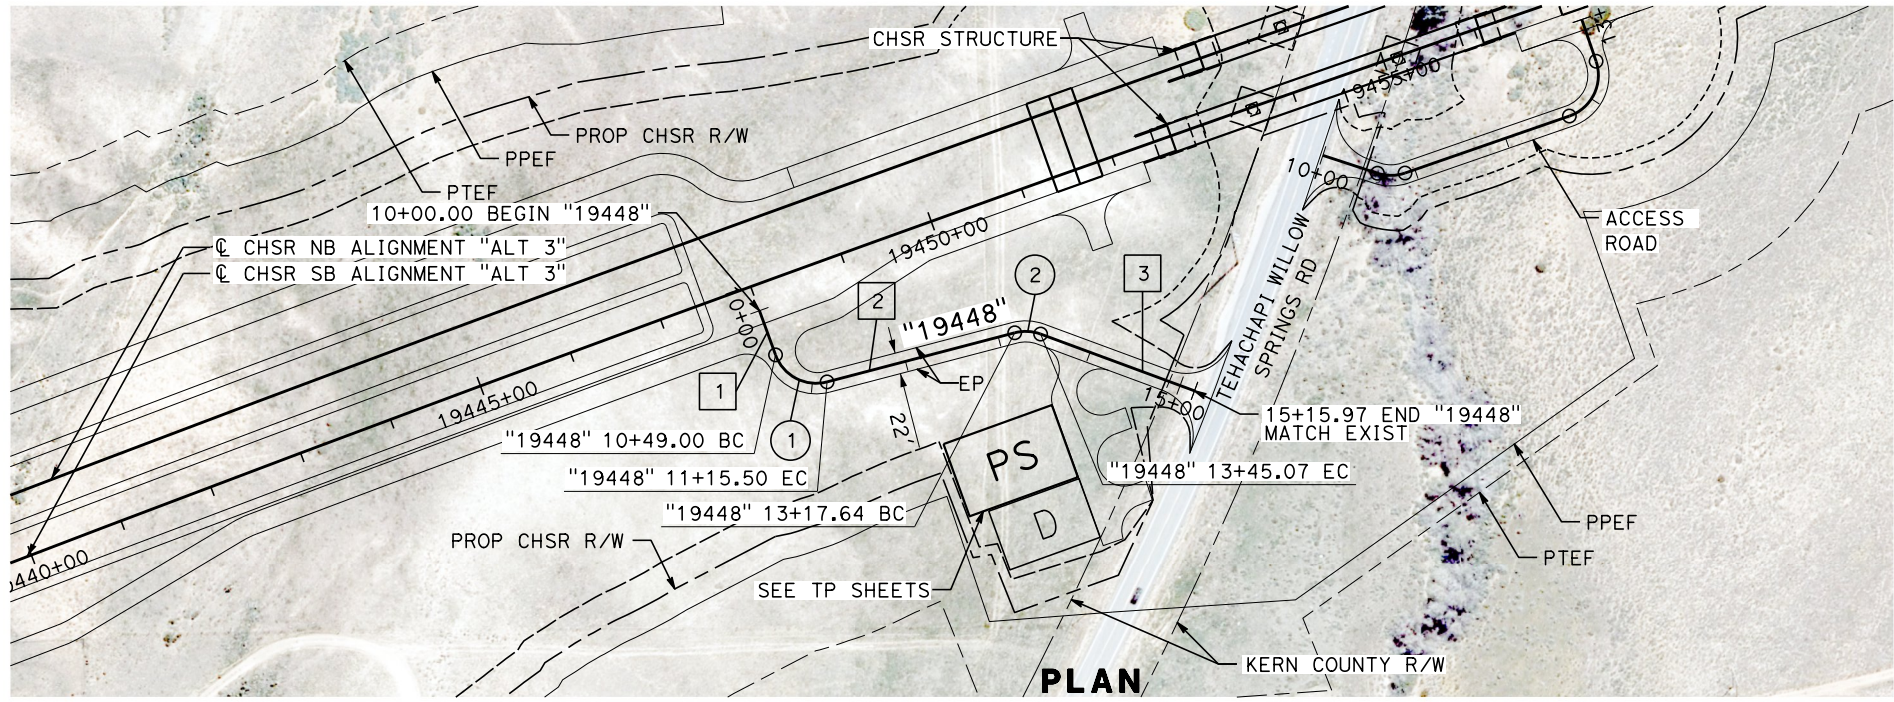 CHSR STRUCTURE
19455+00
PROP CHSR R/W
PPEF
PTEF
10+00
10+00.00 BEGIN "19448"
ACCESS
ROAD
℄ CHSR NB ALIGNMENT "ALT 3"
℄ CHSR SB ALIGNMENT "ALT 3"
19450+00
TEHACHAPI WILLOW
SPRINGS RD
2
3
2
0+00
"19448"
1
EP
19445+00
15+00
22'
15+15.97 END "19448"
MATCH EXIST
"19448" 10+49.00 BC
1
PS
"19448" 11+15.50 EC
"19448" 13+45.07 EC
"19448" 13+17.64 BC
D
PPEF
PROP CHSR R/W
PTEF
440+00
SEE TP SHEETS
KERN COUNTY R/W
PLAN